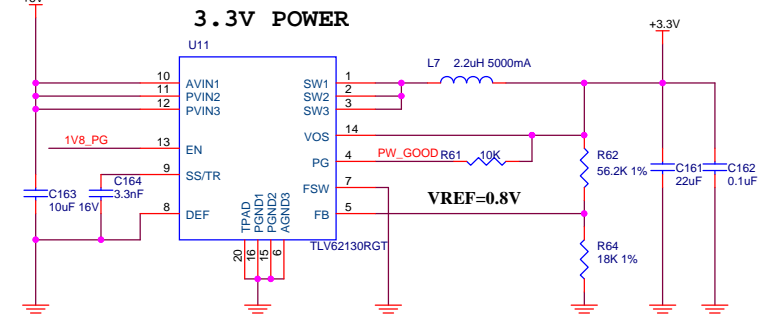 3.3V POWER
+3.3V
U11
L7 2.2uH 5000mA
10 AVIN1 SW1 1
11 PVIN2 SW2 2
12 PVIN3 SW3 3
VOS 14
1V8_PG 13 EN
PG 4 PW_GOOD R61 10K
R62
56.2K 1%
9 SS/TR
C164
3.3nF
FSW 7
C161
22uF
C162
0.1uF
C163
10uF 16V
8 DEF
FB 5
VREF=0.8V
TPAD PGND1 PGND2 AGND3
20 16 15 6
TLV62130RGT
R64
18K 1%